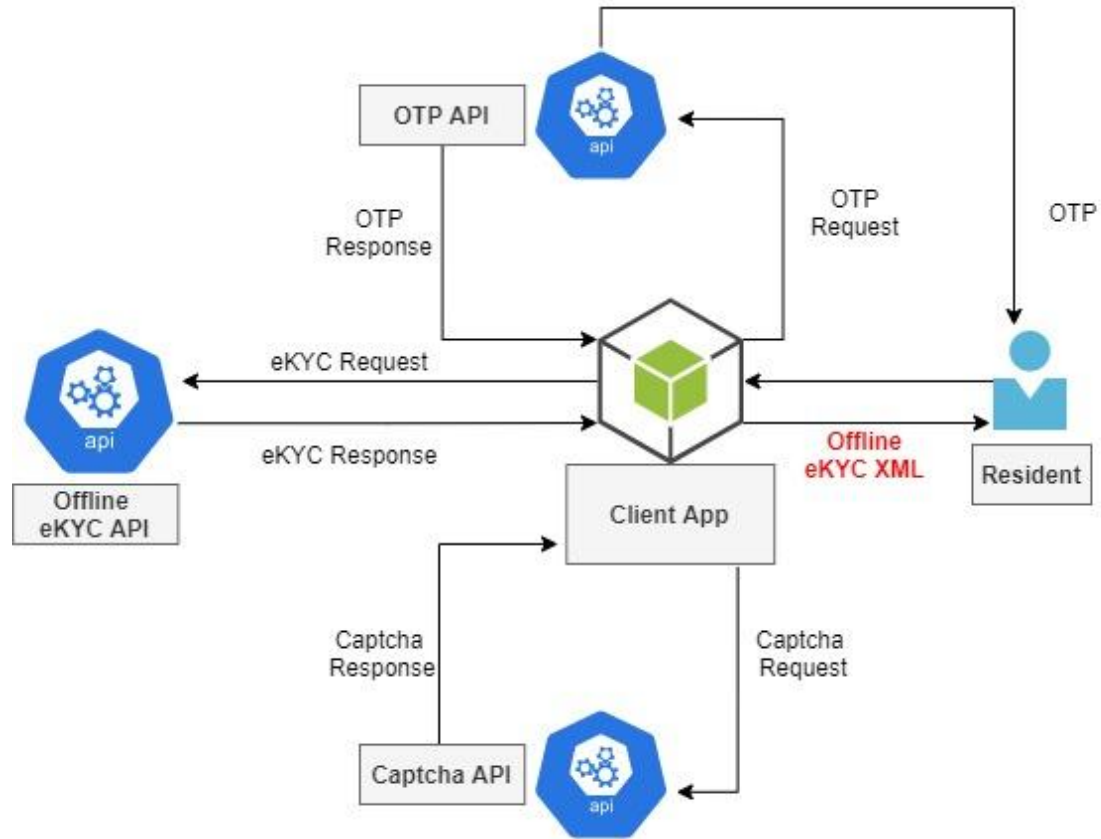 OTP API
api
OTP
Response
OTP
Request
OTP
eKYC Request
api
eKYC Response
Offline
eKYC API
Offline
eKYC XML
Resident
Client App
Captcha
Response
Captcha
Request
Captcha API
api